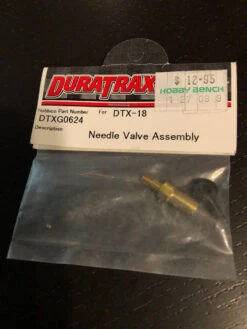 DURATRAX
$ 12.95
HOBBY BENCH
Hobbico Part Number For DTX-18
DTXG0624
Description
Needle Valve Assembly